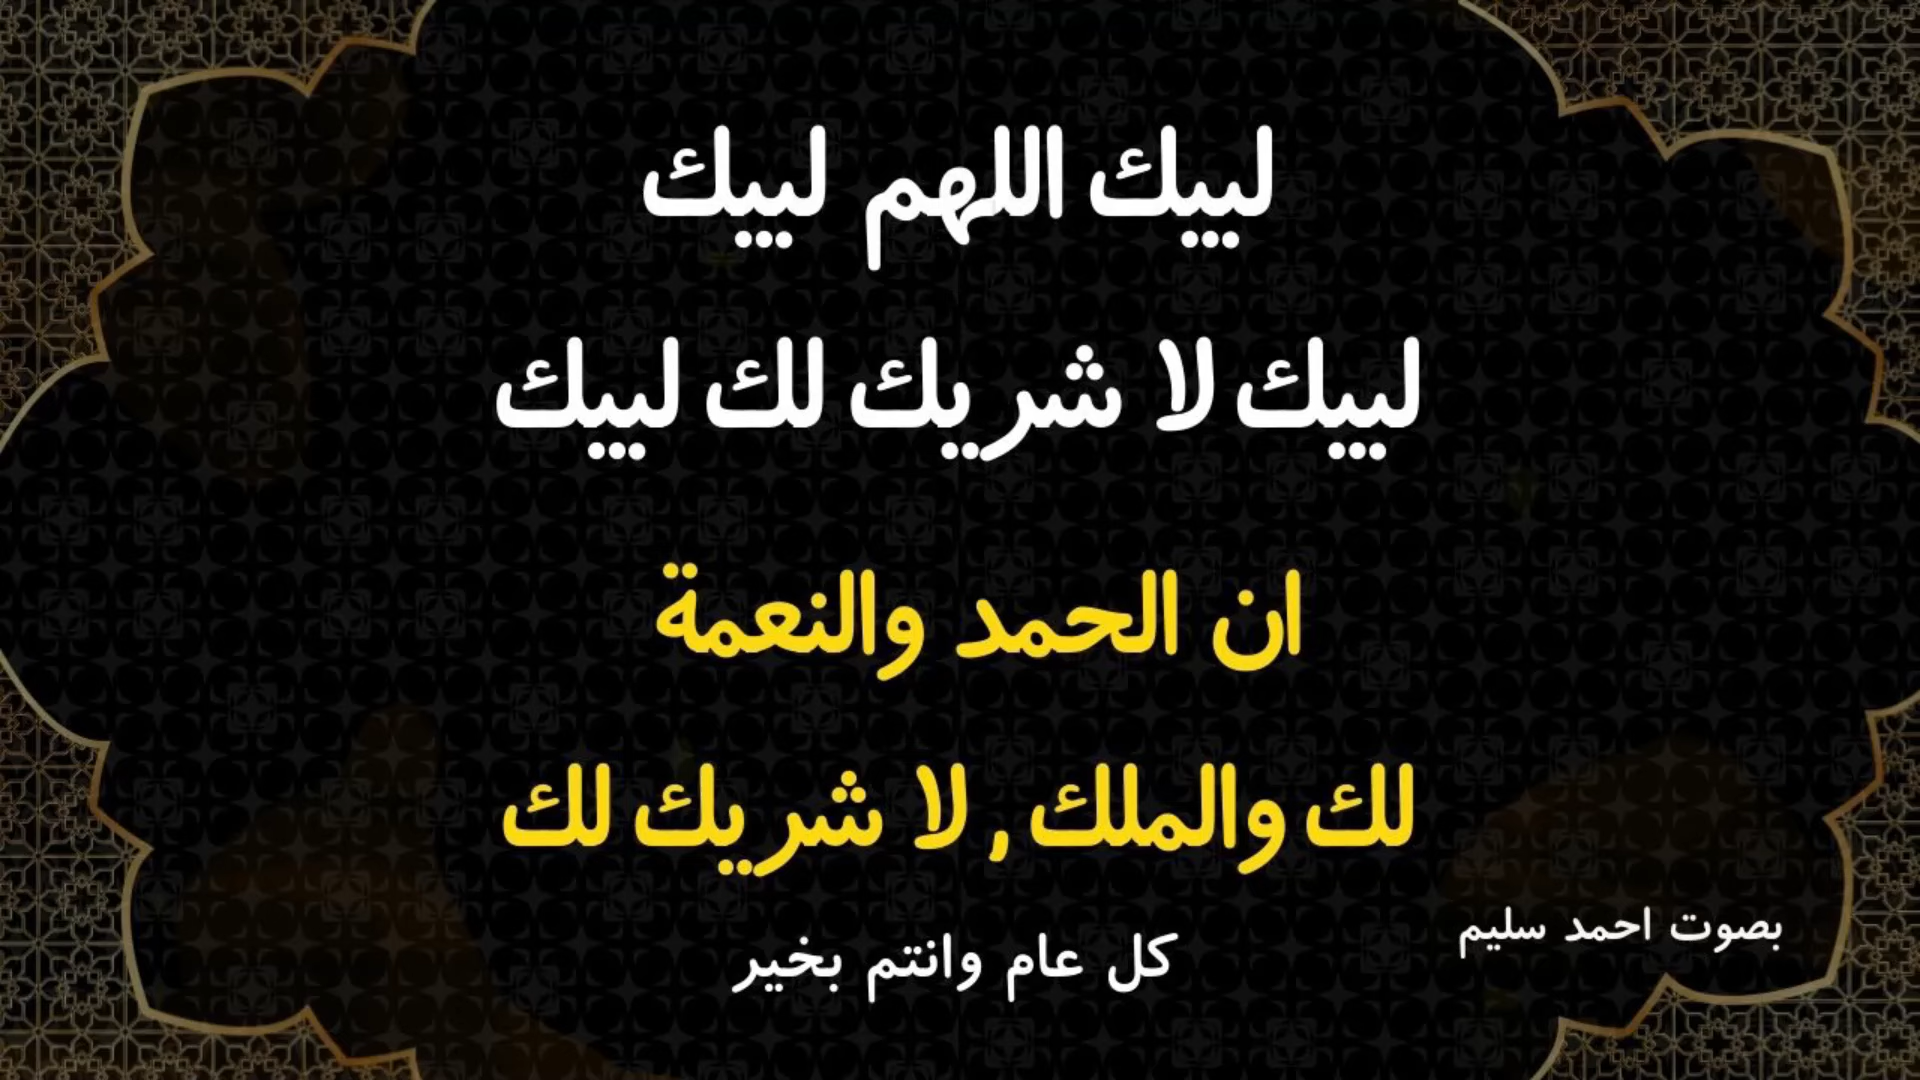 لبيك اللهم لبيك
لبيك لا شريك لك لبيك
ان الحمد والنعمة
لك والملك , لا شريك لك
بصوت احمد سليم
كل عام وانتم بخير